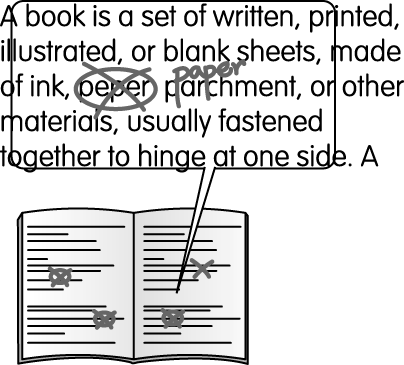 A book is a set of written, printed,
illustrated, or blank sheets, made
of ink, peper paper parchment, or other
materials, usually fastened
together to hinge at one side. A